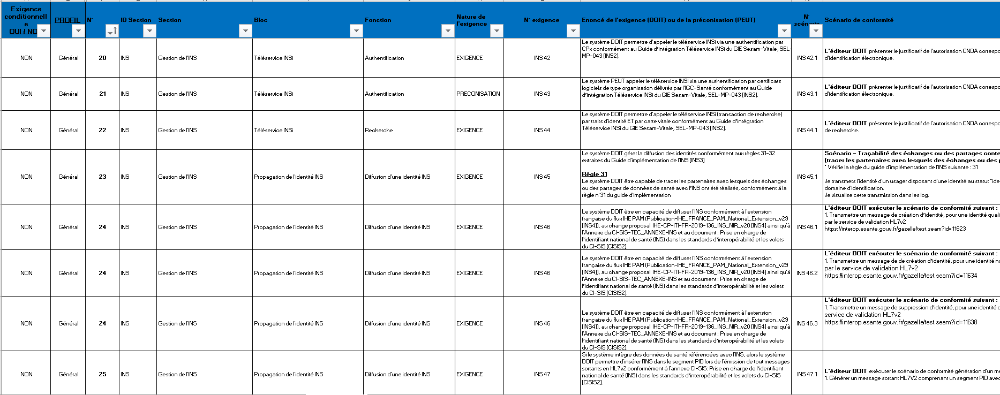 Exigence
conditionnell
e
OUI / NO
PROFIL
N°
ID Section
Section
Bloc
Fonction
Nature de
l'exigence
N° exigence
Enoncé de l'exigence (DOIT) ou de la préconisation (PEUT)
N°
scénario
Scénario de conformité
NON
Général
20
INS
Gestion de l'INS
Téléservice INSi
Authentification
EXIGENCE
INS 42
Le système DOIT permettre d'appeler le téléservice INSi via une authentification par
CPx conformément au Guide d'intégration Téléservice INSi du GIE Sesam-Vitale, SEL-
MP-043 [INS2].
INS 42.1
L'éditeur DOIT présenter le justificatif de l'autorisation CNDA corrrespo
d'identification électronique.
NON
Général
21
INS
Gestion de l'INS
Téléservice INSi
Authentification
PRECONISATION
INS 43
Le système PEUT appeler le téléservice INSi via une authentification par certificats
logiciels de type organisation délivrés par l'IGC-Santé conformément au Guide
d'intégration Téléservice INSi du GIE Sesam-Vitale, SEL-MP-043 [INS2].
INS 43.1
L'éditeur DOIT présenter le justificatif de l'autorisation CNDA correspo
d'identification électronique.
NON
Général
22
INS
Gestion de l'INS
Téléservice INSi
Recherche
EXIGENCE
INS 44
Le système DOIT permettre d'appeler le téléservice INSi (transaction de recherche)
par traits d'identité ET par carte vitale conformément au Guide d'intégration
Téléservice INSi du GIE Sesam-Vitale, SEL-MP-043 [INS2].
INS 44.1
L'éditeur DOIT présenter le justificatif de l'autorisation CNDA correspo
de recherche.
NON
Général
23
INS
Gestion de l'INS
Propagation de l'identité INS
Diffusion d'une identité INS
EXIGENCE
INS 45
Le système DOIT gérer la diffusion des identités conformément aux règles 31-32
extraites du Guide d'implémentation de l'INS [INS3]
Règle 31
Le système DOIT être capable de tracer les partenaires avec lesquels des échanges
ou des partages de données de santé avec l'INS ont été réalisés, conformément à la
règle n°31 du guide d'implémentation
INS 45.1
Scénario - Traçabilité des échanges ou des partages conte
(tracer les partenaires avec lesquels des échanges ou des p
* Vérifie la règle du guide d'implémentation de l'INS suivante : 31
Je transmets l'identité d'un usager disposant d'une identité au statut "ide
domaine d'identification.
Je visualise cette transmission dans les log.
NON
Général
24
INS
Gestion de l'INS
Propagation de l'identité INS
Diffusion d'une identité INS
EXIGENCE
INS 46
Le système DOIT être en capacité de diffuser l'INS conformément à l'extension
française du flux IHE PAM (Publication-IHE_FRANCE_PAM_National_Extension_v29
[INS4]), au change proposal IHE-CP-ITI-FR-2019-136_INS_NIR_v20 [INS4] ainsi qu'à
l'Annexe du CI-SIS-TEC_ANNEXE-INS et au document : Prise en charge de
l'identifiant national de santé (INS) dans les standards d'interopérabilité et les volets
du CI-SIS [CISIS2].
INS 46.1
L'éditeur DOIT exécuter le scénario de conformité suivant :
1. Transmettre un message de création d'identité, pour une identité quali
par le service de validation HL7v2
https://interop.esante.gouv.fr/gazelle/test.seam?id=11623
NON
Général
24
INS
Gestion de l'INS
Propagation de l'identité INS
Diffusion d'une identité INS
EXIGENCE
INS 46
Le système DOIT être en capacité de diffuser l'INS conformément à l'extension
française du flux IHE PAM (Publication-IHE_FRANCE_PAM_National_Extension_v29
[INS4]), au change proposal IHE-CP-ITI-FR-2019-136_INS_NIR_v20 [INS4] ainsi qu'à
l'Annexe du CI-SIS-TEC_ANNEXE-INS et au document : Prise en charge de
l'identifiant national de santé (INS) dans les standards d'interopérabilité et les volets
du CI-SIS [CISIS2].
INS 46.2
L'éditeur DOIT exécuter le scénario de conformité suivant :
1. Transmettre un message de de création d'identité, pour une identité no
par le service de validation HL7v2
https://interop.esante.gouv.fr/gazelle/test.seam?id=11634
NON
Général
24
INS
Gestion de l'INS
Propagation de l'identité INS
Diffusion d'une identité INS
EXIGENCE
INS 46
Le système DOIT être en capacité de diffuser l'INS conformément à l'extension
française du flux IHE PAM (Publication-IHE_FRANCE_PAM_National_Extension_v29
[INS4]), au change proposal IHE-CP-ITI-FR-2019-136_INS_NIR_v20 [INS4] ainsi qu'à
l'Annexe du CI-SIS-TEC_ANNEXE-INS et au document : Prise en charge de
l'identifiant national de santé (INS) dans les standards d'interopérabilité et les volets
du CI-SIS [CISIS2].
INS 46.3
L'éditeur DOIT exécuter le scénario de conformité suivant :
1. Transmettre un message de suppression d'identité, pour une identité q
service de validation HL7v2
https://interop.esante.gouv.fr/gazelle/test.seam?id=11638
NON
Général
25
INS
Gestion de l'INS
Propagation de l'identité INS
Diffusion d'une identité INS
EXIGENCE
INS 47
Si le système intègre des données de santé référencées avec l'INS, alors le système
DOIT permettre d'insérer l'INS dans le segment PID lors de l'émission de tout messages
sortants en HL7v2 conformément à l'annexe CI-SIS: Prise en charge de l'identifiant
national de santé (INS) dans les standards d'interopérabilité et les volets du CI-SIS
[CISIS2].
INS 47.1
L'éditeur DOIT exécuter le scénario de conformité génération d'un me
1. Générer un message sortant HL7V2 comprenant un segment PID avec